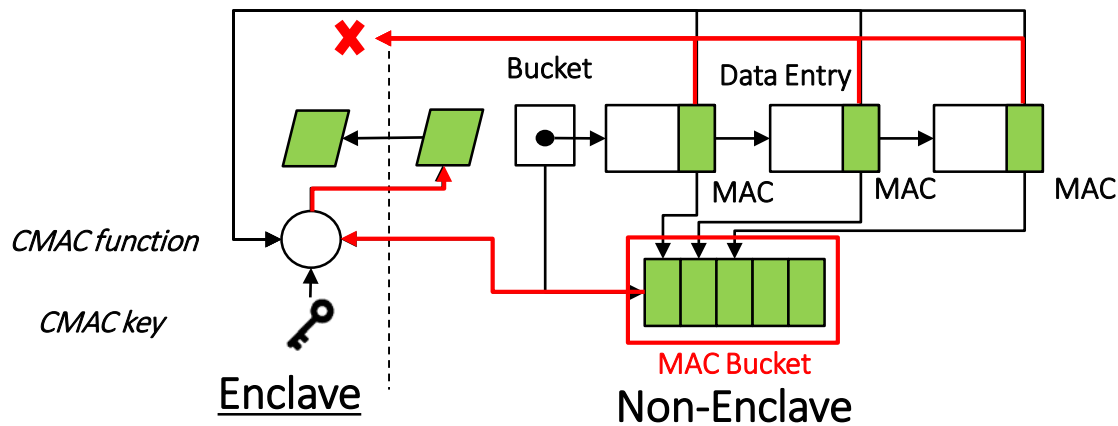 Bucket
Data Entry
MAC
MAC
MAC
CMAC function
CMAC key
MAC Bucket
Enclave
Non-Enclave